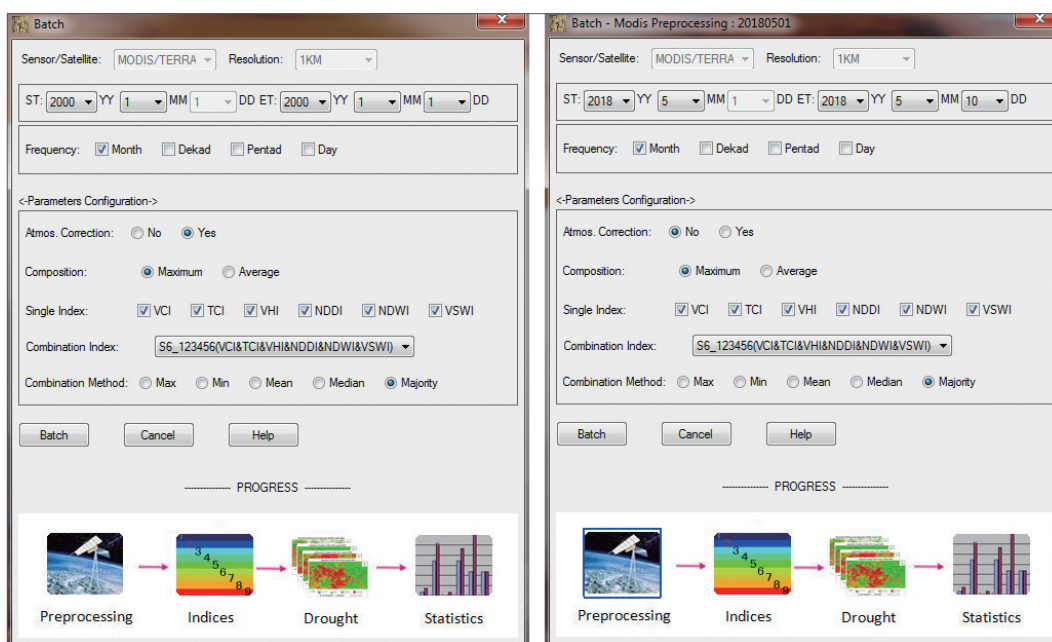 Batch
Sensor/Satellite: MODIS/TERRA Resolution: 1KM
ST: 2000 YY 1 MM 1 DD ET: 2000 YY 1 MM 1 DD
Frequency: Month Dekad Pentad Day
<-Parameters Configuration->
Atmos. Correction: No Yes
Composition: Maximum Average
Single Index: VCI TCI VHI NDDI NDWI VSWI
Combination Index: S6_123456(VCI&TCI&VHI&NDDI&NDWI&VSWI)
Combination Method: Max Min Mean Median Majority
Batch Cancel Help
--------------- PROGRESS ---------------
3
4
5
6
7
8
9
Preprocessing Indices Drought Statistics
Batch - Modis Preprocessing : 20180501
Sensor/Satellite: MODIS/TERRA Resolution: 1KM
ST: 2018 YY 5 MM 1 DD ET: 2018 YY 5 MM 10 DD
Frequency: Month Dekad Pentad Day
<-Parameters Configuration->
Atmos. Correction: No Yes
Composition: Maximum Average
Single Index: VCI TCI VHI NDDI NDWI VSWI
Combination Index: S6_123456(VCI&TCI&VHI&NDDI&NDWI&VSWI)
Combination Method: Max Min Mean Median Majority
Batch Cancel Help
--------------- PROGRESS ---------------
3
4
5
6
7
8
9
Preprocessing Indices Drought Statistics